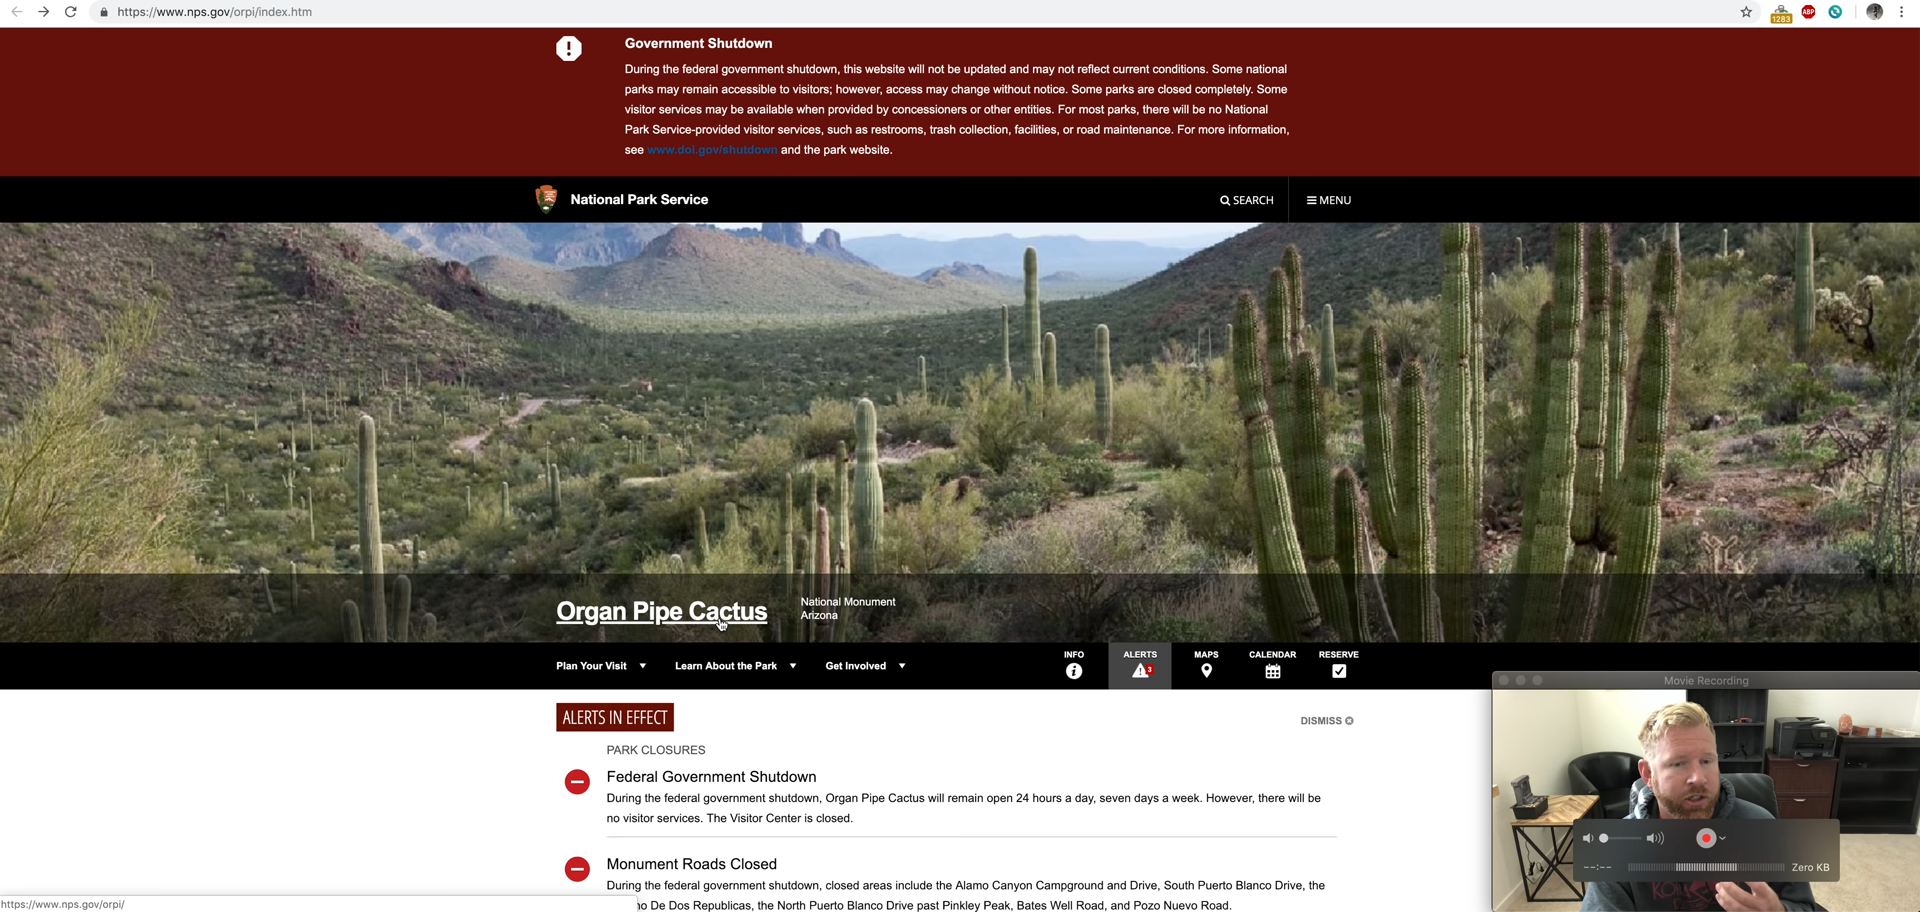 https://www.nps.gov/orpi/index.htm
1283
ABP
Government Shutdown
During the federal government shutdown, this website will not be updated and may not reflect current conditions. Some national
parks may remain accessible to visitors; however, access may change without notice. Some parks are closed completely. Some
visitor services may be available when provided by concessioners or other entities. For most parks, there will be no National
Park Service-provided visitor services, such as restrooms, trash collection, facilities, or road maintenance. For more information,
see www.doi.gov/shutdown and the park website.
National Park Service
SEARCH
MENU
Organ Pipe Cactus
National Monument
Arizona
Plan Your Visit
Learn About the Park
Get Involved
INFO
ALERTS
3
MAPS
CALENDAR
RESERVE
ALERTS IN EFFECT
DISMISS
PARK CLOSURES
Federal Government Shutdown
During the federal government shutdown, Organ Pipe Cactus will remain open 24 hours a day, seven days a week. However, there will be
no visitor services. The Visitor Center is closed.
Monument Roads Closed
During the federal government shutdown, closed areas include the Alamo Canyon Campground and Drive, South Puerto Blanco Drive, the
De Dos Republicas, the North Puerto Blanco Drive past Pinkley Peak, Bates Well Road, and Pozo Nuevo Road.
https://www.nps.gov/orpi/
Movie Recording
--:--
Zero KB